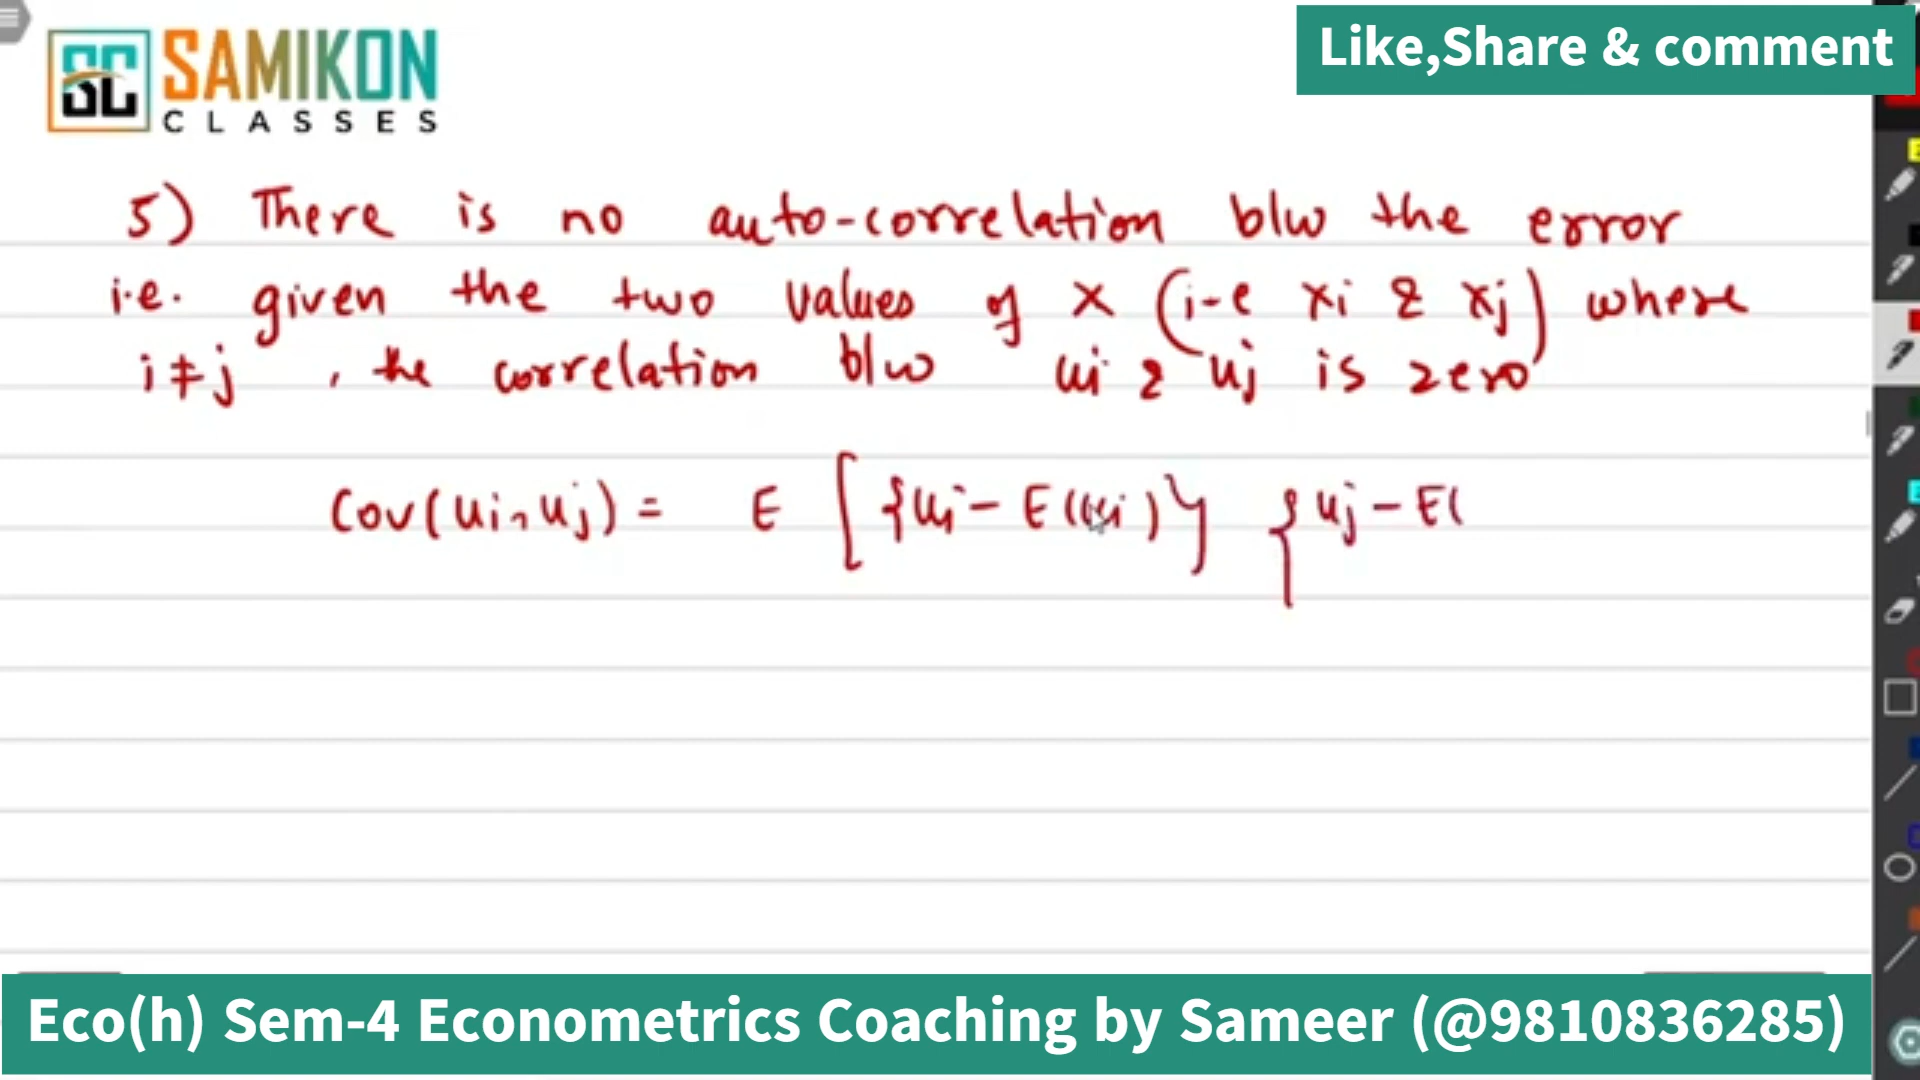 Like,Share & comment
SC SAMIKON
CLASSES
5) There is no auto-correlation b/w the error
i.e. given the two values of X (i-e xi & xj) where
i ≠ j , the correlation b/w ui & uj is zero
Cov(ui, uj) = E [{ui - E(ui)} {uj - E(
Eco(h) Sem-4 Econometrics Coaching by Sameer (@9810836285)